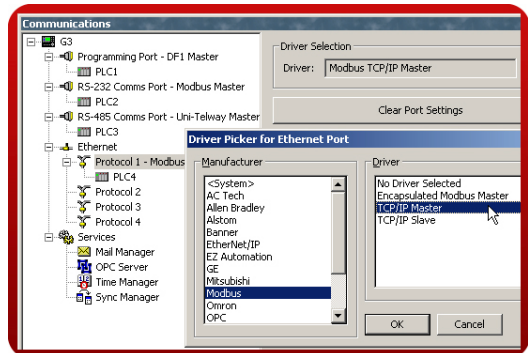 Communications
G3
Programming Port - DF1 Master
PLC1
RS-232 Comms Port - Modbus Master
PLC2
RS-485 Comms Port - Uni-Telway Master
PLC3
Ethernet
Protocol 1 - Modbus
PLC4
Protocol 2
Protocol 3
Protocol 4
Services
Mail Manager
OPC Server
Time Manager
Sync Manager
Driver Selection
Driver: Modbus TCP/IP Master
Clear Port Settings
Driver Picker for Ethernet Port
Manufacturer
<System>
AC Tech
Allen Bradley
Alstom
Banner
EtherNet/IP
EZ Automation
GE
Mitsubishi
Modbus
Omron
OPC
Driver
No Driver Selected
Encapsulated Modbus Master
TCP/IP Master
TCP/IP Slave
OK
Cancel